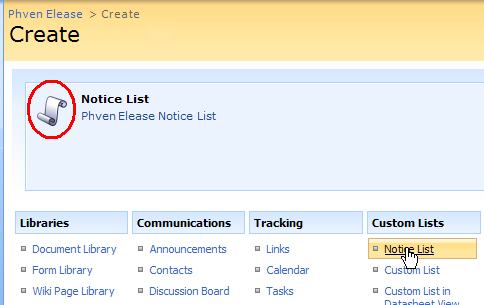 Phven Elease > Create
Create
Notice List
Phven Elease Notice List
Libraries
Communications
Tracking
Custom Lists
Document Library
Announcements
Links
Notice List
Form Library
Contacts
Calendar
Custom List
Wiki Page Library
Discussion Board
Tasks
Custom List in
Datasheet View